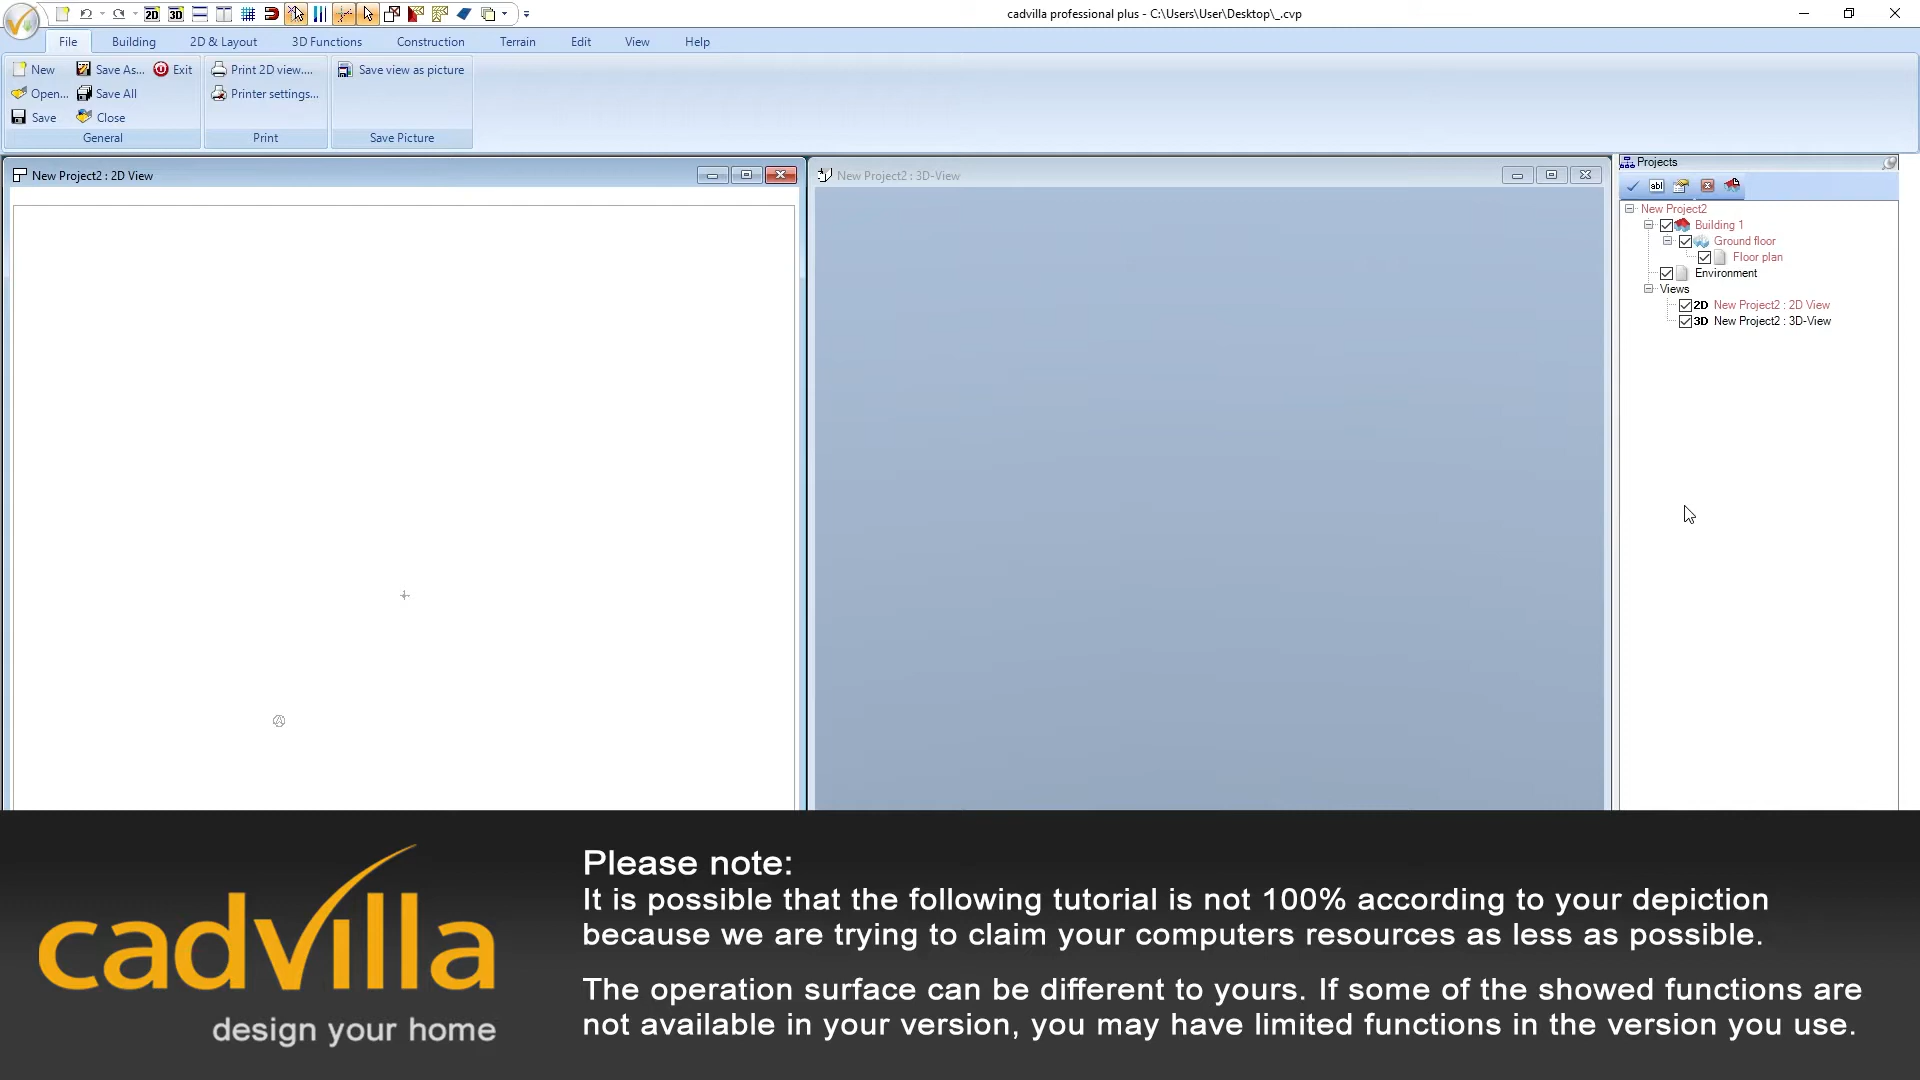 2D 3D
cadvilla professional plus - C:\Users\User\Desktop\_.cvp
File Building 2D & Layout 3D Functions Construction Terrain Edit View Help
New Save As... Exit Print 2D view.... Save view as picture
Open... Save All Printer settings...
Save Close
General Print Save Picture
New Project2 : 2D View
New Project2 : 3D-View
Projects
abl
New Project2
Building 1
Ground floor
Floor plan
Environment
Views
2D New Project2 : 2D View
3D New Project2 : 3D-View
cadvilla
design your home
Please note:
It is possible that the following tutorial is not 100% according to your depiction
because we are trying to claim your computers resources as less as possible.
The operation surface can be different to yours. If some of the showed functions are
not available in your version, you may have limited functions in the version you use.